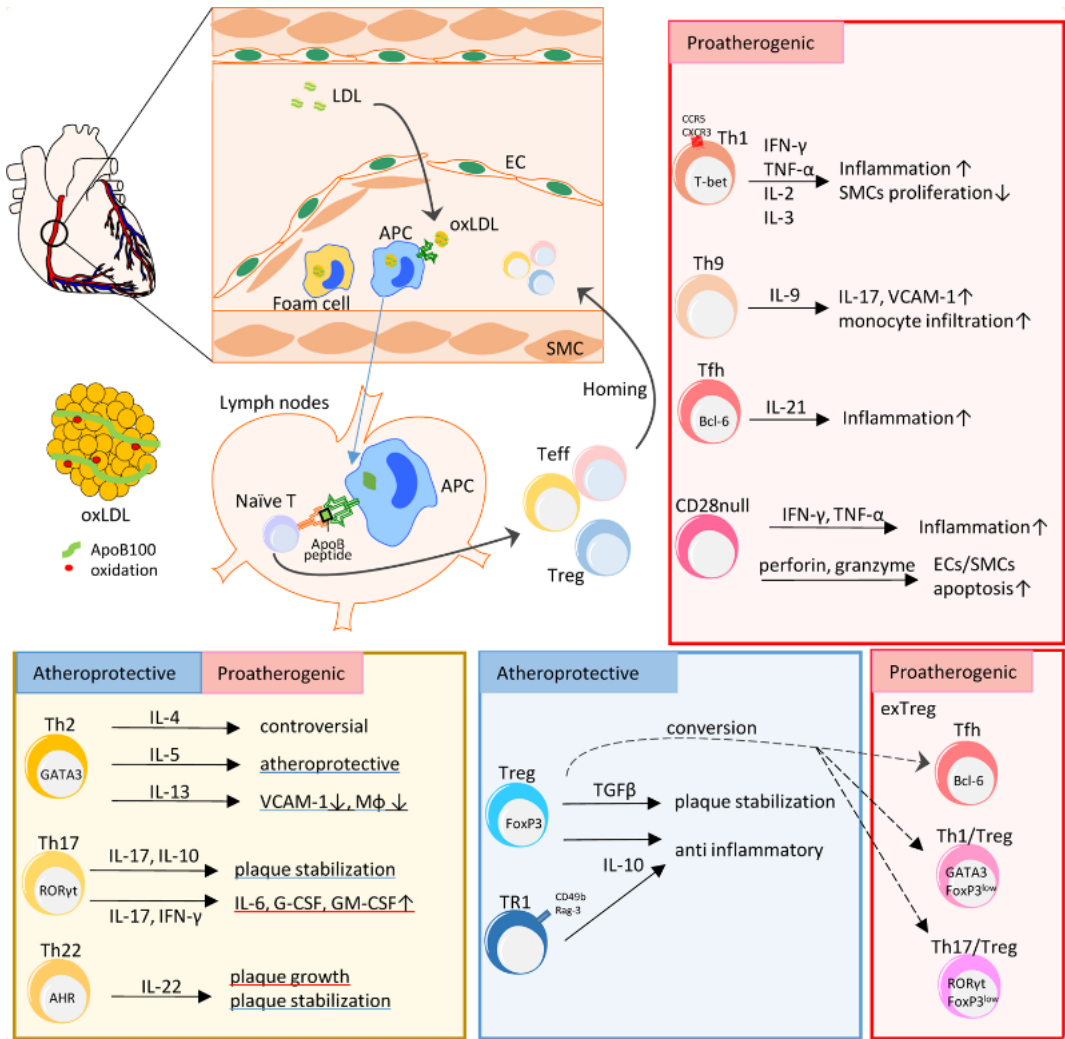 LDL
EC
APC
oxLDL
Foam cell
SMC
Homing
Lymph nodes
Naïve T
ApoB
peptide
APC
Teff
Treg
oxLDL
ApoB100
oxidation
Proatherogenic
CCR5
CXCR3
Th1
T-bet
IFN-γ
TNF-α
IL-2
IL-3
Inflammation ↑
SMCs proliferation↓
Th9
IL-9
IL-17, VCAM-1↑
monocyte infiltration↑
Tfh
Bcl-6
IL-21
Inflammation↑
CD28null
IFN-γ, TNF-α
Inflammation↑
perforin, granzyme
ECs/SMCs
apoptosis↑
Atheroprotective
Proatherogenic
Th2
GATA3
IL-4
controversial
IL-5
atheroprotective
IL-13
VCAM-1↓, Mϕ ↓
Th17
RORγt
IL-17, IL-10
plaque stabilization
IL-17, IFN-γ
IL-6, G-CSF, GM-CSF↑
Th22
AHR
IL-22
plaque growth
plaque stabilization
Atheroprotective
conversion
Treg
FoxP3
TGFβ
plaque stabilization
anti inflammatory
IL-10
TR1
CD49b
Rag-3
Proatherogenic
exTreg
Tfh
Bcl-6
Th1/Treg
GATA3
FoxP3low
Th17/Treg
RORγt
FoxP3low